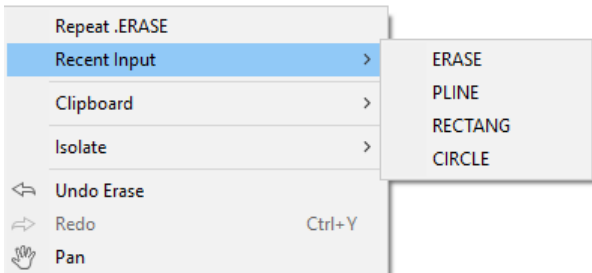 Repeat .ERASE
Recent Input >
ERASE
PLINE
RECTANG
CIRCLE
Clipboard >
Isolate >
Undo Erase
Redo Ctrl+Y
Pan